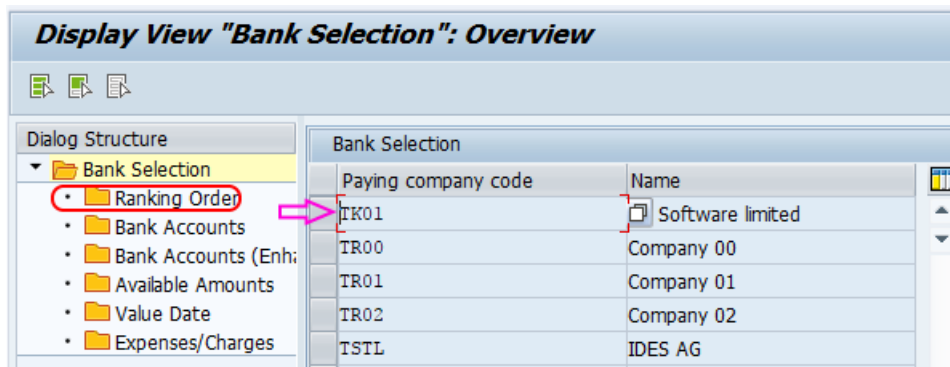 Display View "Bank Selection": Overview
Dialog Structure
Bank Selection
Ranking Order
Bank Accounts
Bank Accounts (Enha
Available Amounts
Value Date
Expenses/Charges
Bank Selection
Paying company code Name
TK01 Software limited
TR00 Company 00
TR01 Company 01
TR02 Company 02
TSTL IDES AG